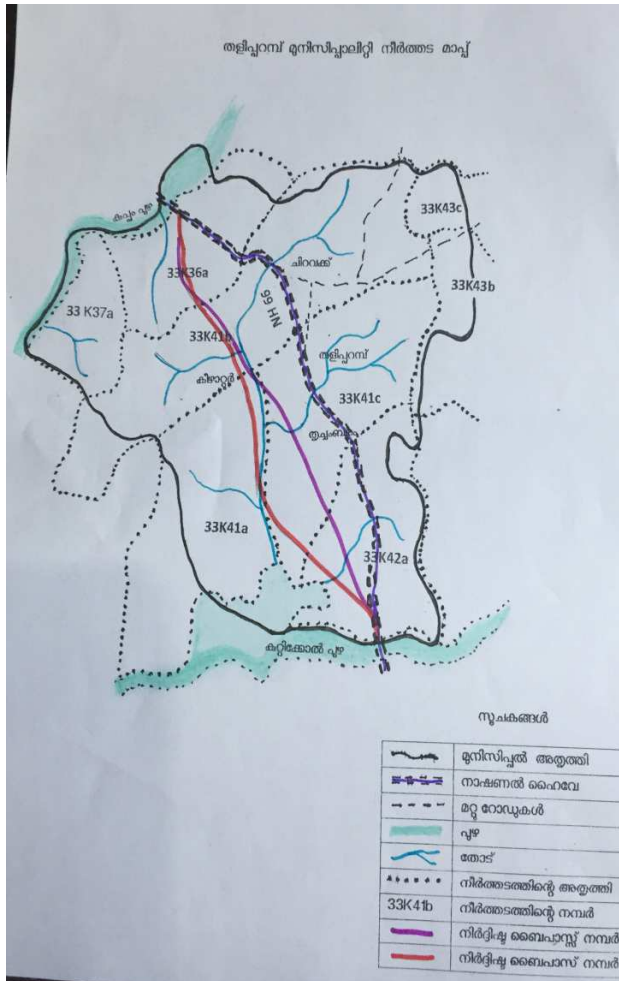 തളിപ്പറമ്പ് മുനിസിപ്പാലിറ്റി നീർത്തട മാപ്പ്
33K43c
കുപ്പം പുഴ
ചിറവക്ക്
33K36a
33K43b
33 K37a
NH 66
33K41b
തളിപ്പറമ്പ്
കീഴാറ്റൂർ
33K41c
തൃച്ചംബരം
33K41a
33K42a
കുറ്റിക്കോൽ പുഴ
സൂചകങ്ങൾ
മുനിസിപ്പൽ അതൃത്തി
നാഷണൽ ഹൈവേ
മറ്റു റോഡുകൾ
പുഴ
തോട്
നീർത്തടത്തിന്റെ അതൃത്തി
33K41b നീർത്തടത്തിന്റെ നമ്പർ
നിർദ്ദിഷ്ട ബൈപാസ്സ് നമ്പർ
നിർദ്ദിഷ്ട ബൈപാസ് നമ്പർ